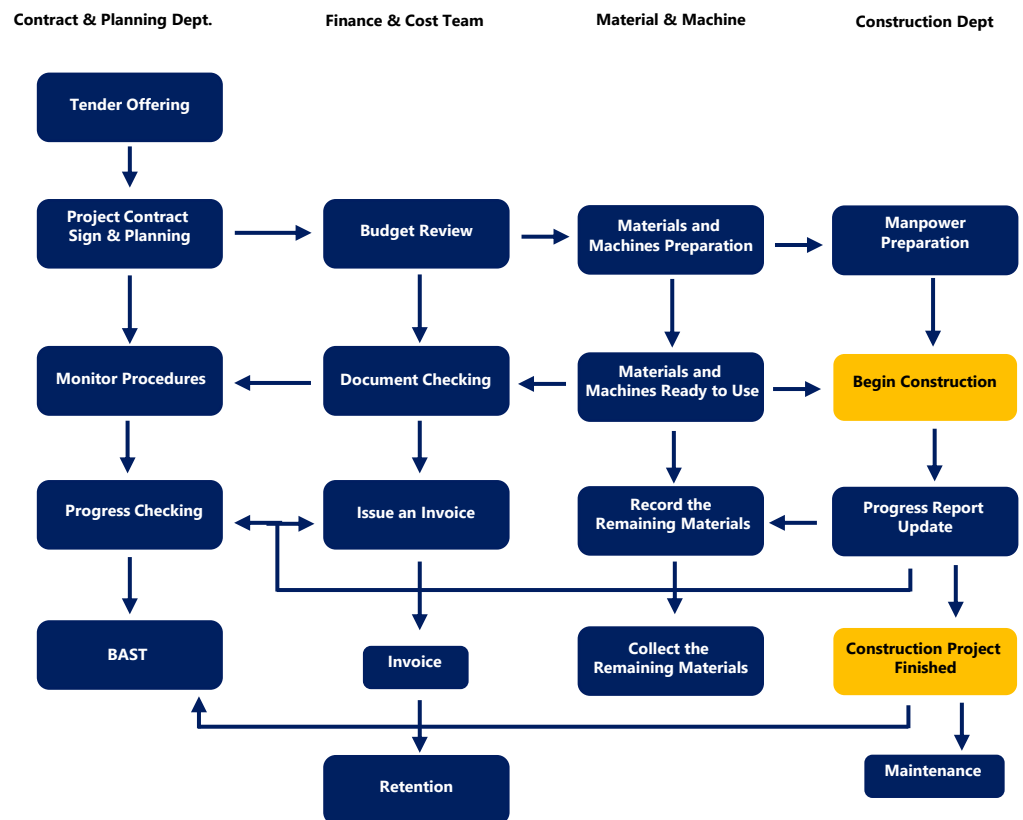 Contract & Planning Dept.
Finance & Cost Team
Material & Machine
Construction Dept
Tender Offering
Project Contract
Sign & Planning
Budget Review
Materials and
Machines Preparation
Manpower
Preparation
Monitor Procedures
Document Checking
Materials and
Machines Ready to Use
Begin Construction
Progress Checking
Issue an Invoice
Record the
Remaining Materials
Progress Report
Update
BAST
Invoice
Collect the
Remaining Materials
Construction Project
Finished
Retention
Maintenance